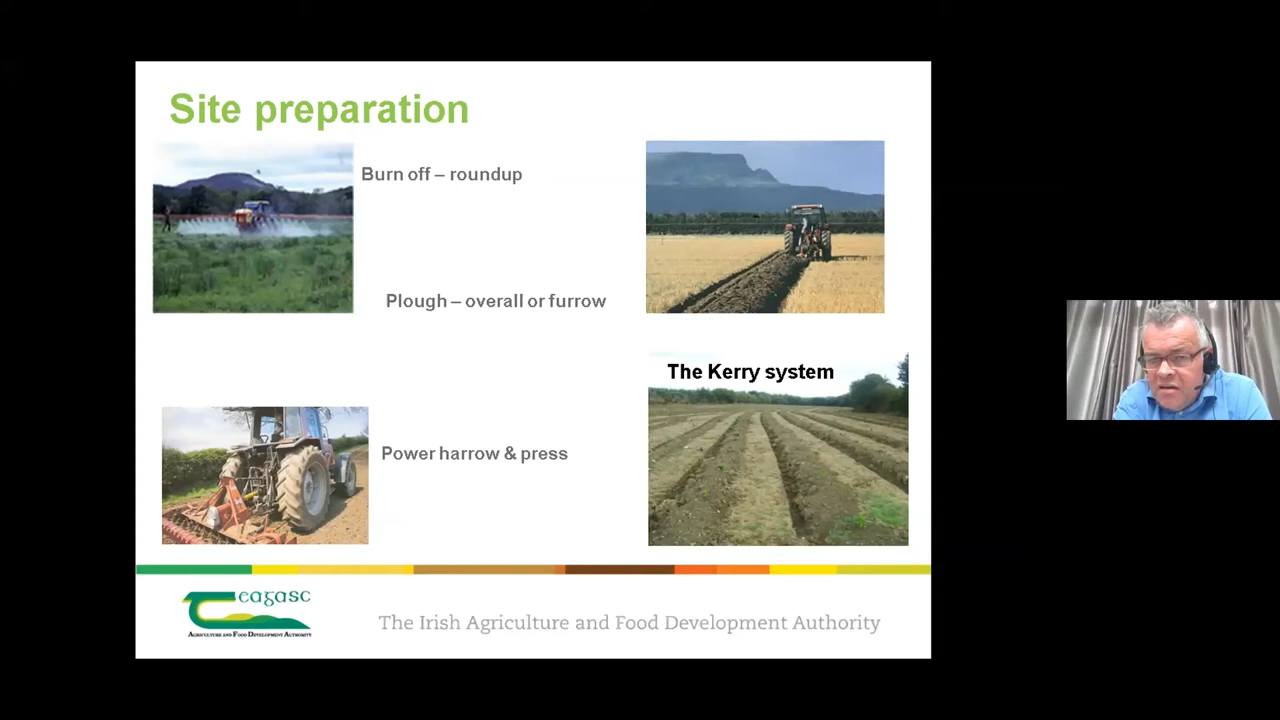 Site preparation
Burn off – roundup
Plough – overall or furrow
The Kerry system
Power harrow & press
eagasc
AGRICULTURE AND FOOD DEVELOPMENT AUTHORITY
The Irish Agriculture and Food Development Authority